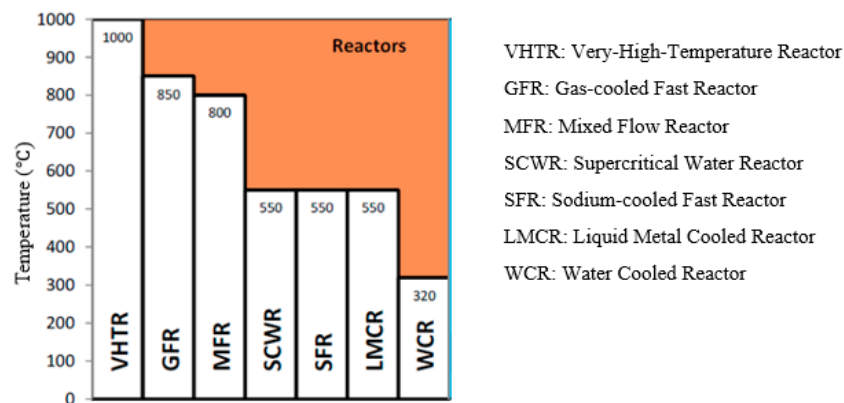 Reactors
Temperature (°C)
1000
900
800
700
600
500
400
300
200
100
0
1000
850
800
550
550
550
320
VHTR
GFR
MFR
SCWR
SFR
LMCR
WCR
VHTR: Very-High-Temperature Reactor
GFR: Gas-cooled Fast Reactor
MFR: Mixed Flow Reactor
SCWR: Supercritical Water Reactor
SFR: Sodium-cooled Fast Reactor
LMCR: Liquid Metal Cooled Reactor
WCR: Water Cooled Reactor